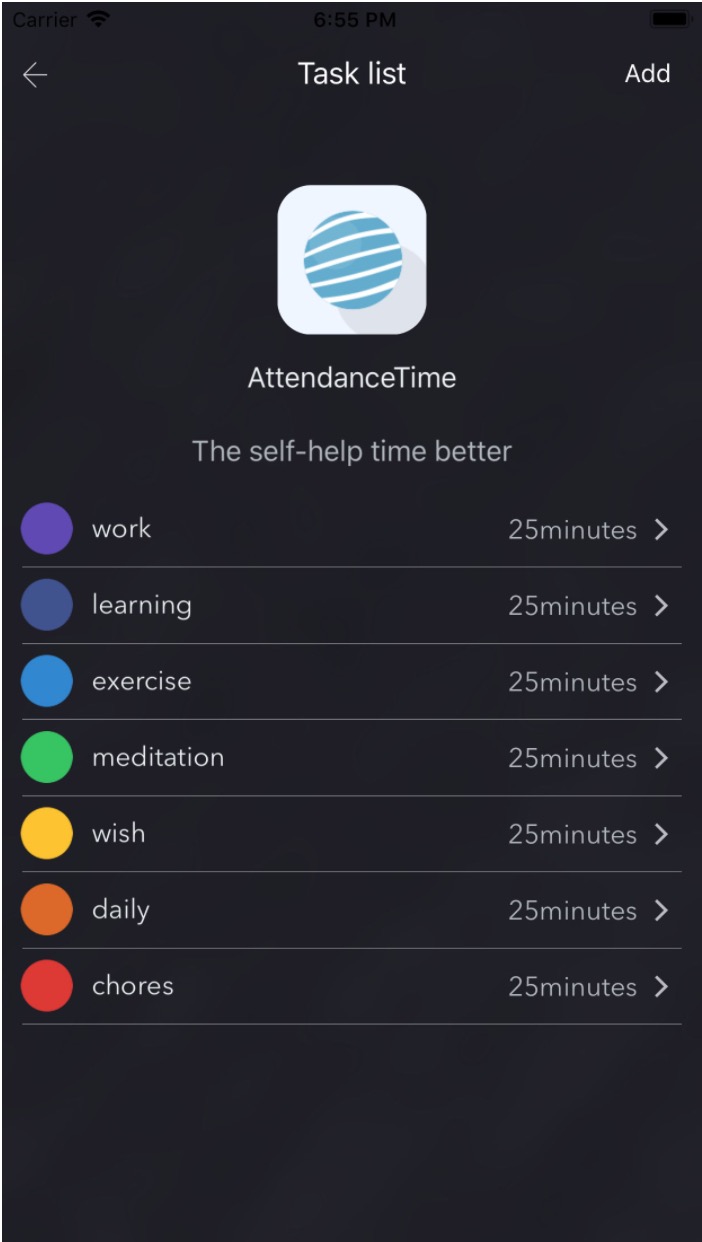 Carrier 6:55 PM
Task list Add
AttendanceTime
The self-help time better
work 25minutes
learning 25minutes
exercise 25minutes
meditation 25minutes
wish 25minutes
daily 25minutes
chores 25minutes